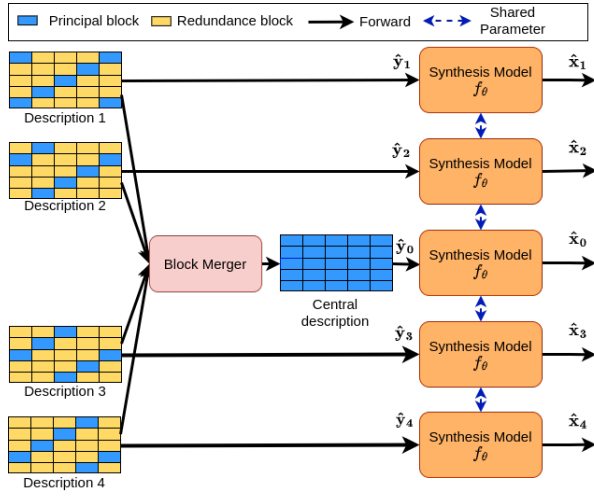 Principal block
Redundance block
Forward
Shared
Parameter
ŷ₁
Synthesis Model
f_θ
x̂₁
Description 1
ŷ₂
Synthesis Model
f_θ
x̂₂
Description 2
Block Merger
ŷ₀
Synthesis Model
f_θ
x̂₀
Central
description
ŷ₃
Synthesis Model
f_θ
x̂₃
Description 3
ŷ₄
Synthesis Model
f_θ
x̂₄
Description 4